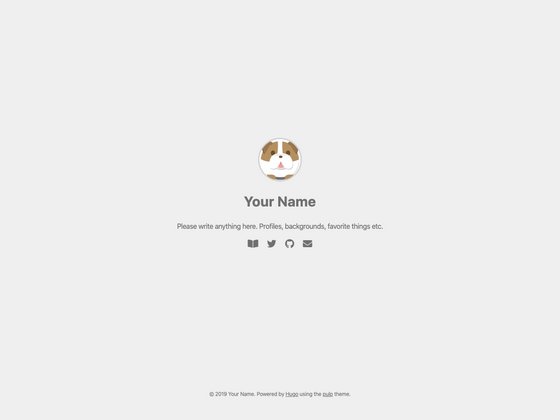 Your Name
Please write anything here. Profiles, backgrounds, favorite things etc.
© 2019 Your Name. Powered by Hugo using the pulp theme.